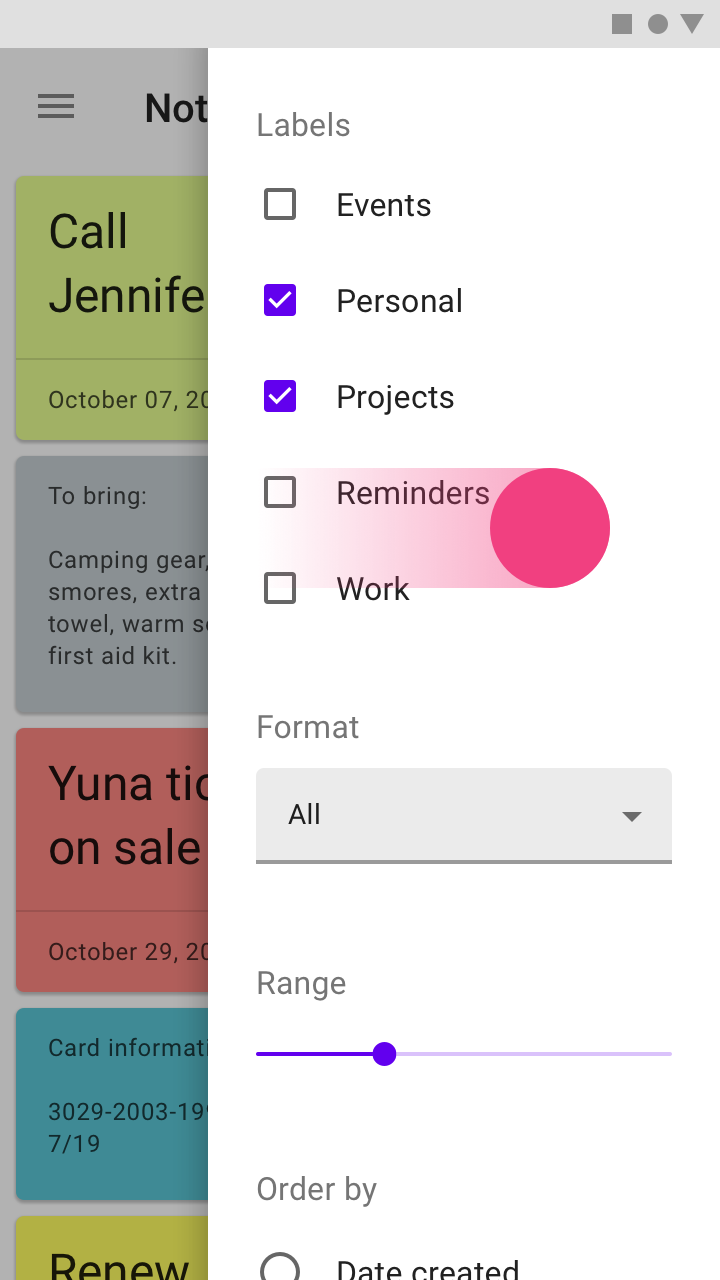 Not
Call
Jennife
October 07, 20
To bring:
Camping gear,
smores, extra
towel, warm s
first aid kit.
Yuna tic
on sale
October 29, 20
Card informati
3029-2003-199
7/19
Renew
Labels
Events
Personal
Projects
Reminders
Work
Format
All
Range
Order by
Date created